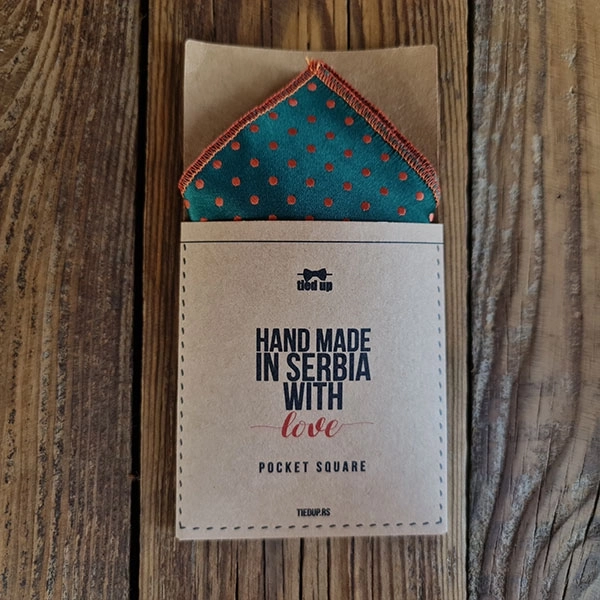 tied up
HAND MADE
IN SERBIA
WITH
love
POCKET SQUARE
TIEDUP.RS